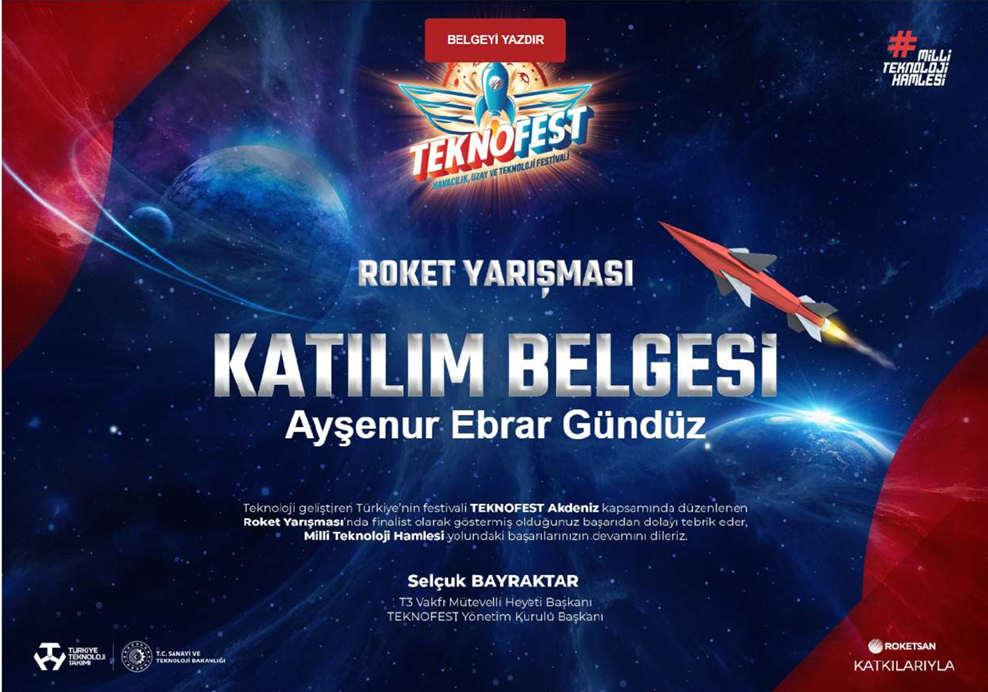 BELGEYİ YAZDIR
#MİLLİ
TEKNOLOJİ
HAMLESİ
TEKNOFEST
HAVACILIK, UZAY VE TEKNOLOJİ FESTİVALİ
ROKET YARIŞMASI
KATILIM BELGESİ
Ayşenur Ebrar Gündüz
Teknoloji geliştiren Türkiye'nin festivali TEKNOFEST Akdeniz kapsamında düzenlenen
Roket Yarışması'nda finalist olarak göstermiş olduğunuz başarıdan dolayı tebrik eder,
Milli Teknoloji Hamlesi yolundaki başarılarınızın devamını dileriz.
Selçuk BAYRAKTAR
T3 Vakfı Mütevelli Heyeti Başkanı
TEKNOFEST Yönetim Kurulu Başkanı
TÜRKİYE
TEKNOLOJİ
TAKIMI
T.C. SANAYİ VE
TEKNOLOJİ BAKANLIĞI
ROKETSAN
KATKILARIYLA